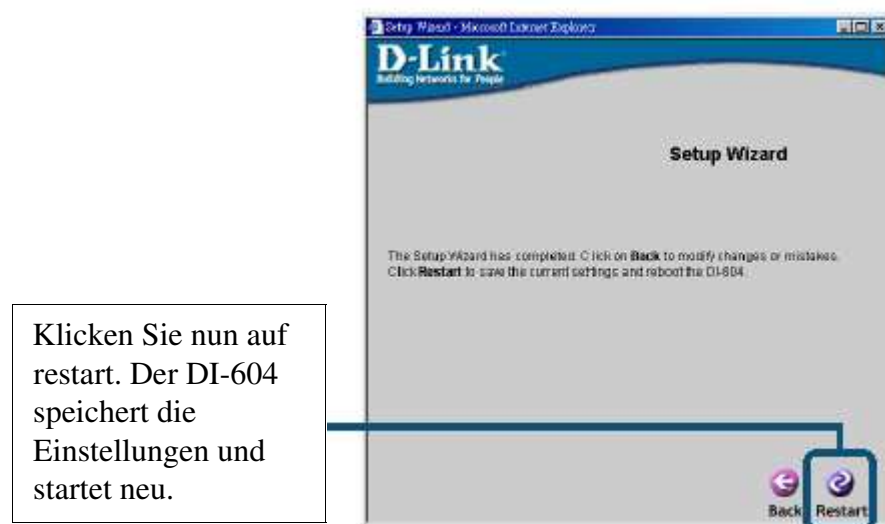 Setup Wizard - Microsoft Internet Explorer
D-Link
Building Networks for People
Setup Wizard
The Setup Wizard has completed. Click on Back to modify changes or mistakes.
Click Restart to save the current settings and reboot the DI-604
Klicken Sie nun auf
restart. Der DI-604
speichert die
Einstellungen und
startet neu.
Back Restart